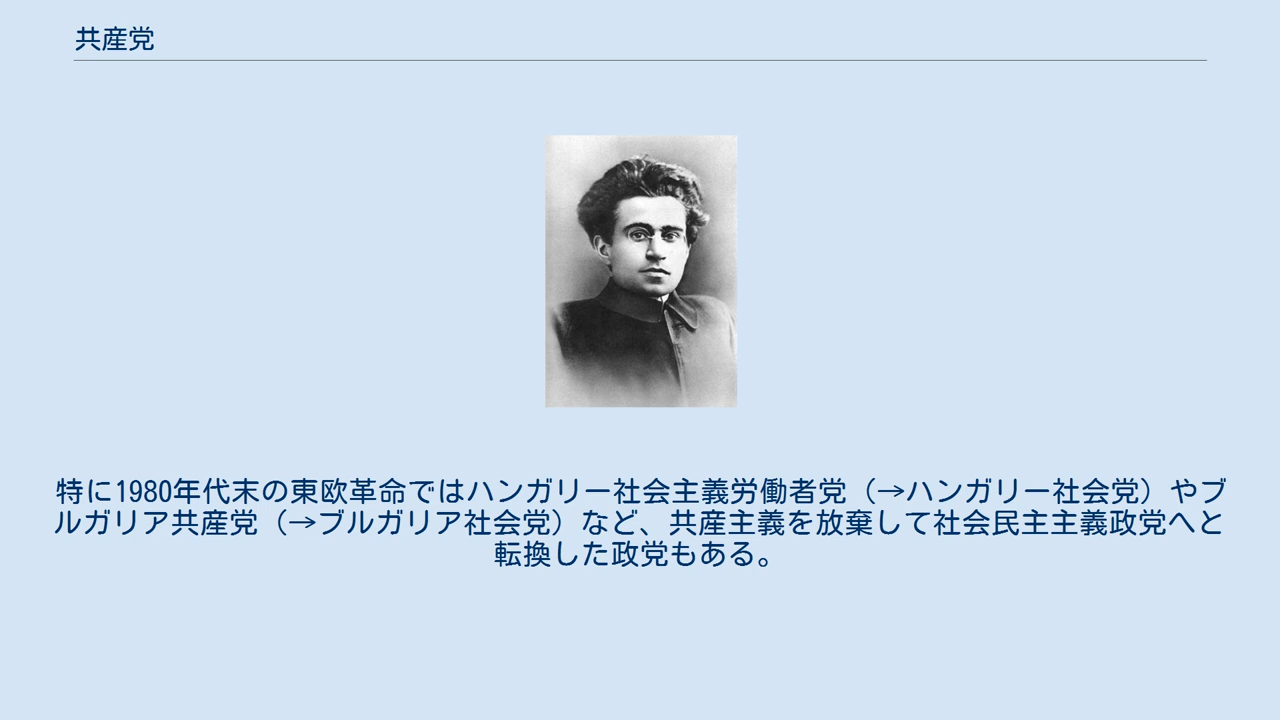 共産党
特に1980年代末の東欧革命ではハンガリー社会主義労働者党（→ハンガリー社会党）やブ
ルガリア共産党（→ブルガリア社会党）など、共産主義を放棄して社会民主主義政党へと
転換した政党もある。